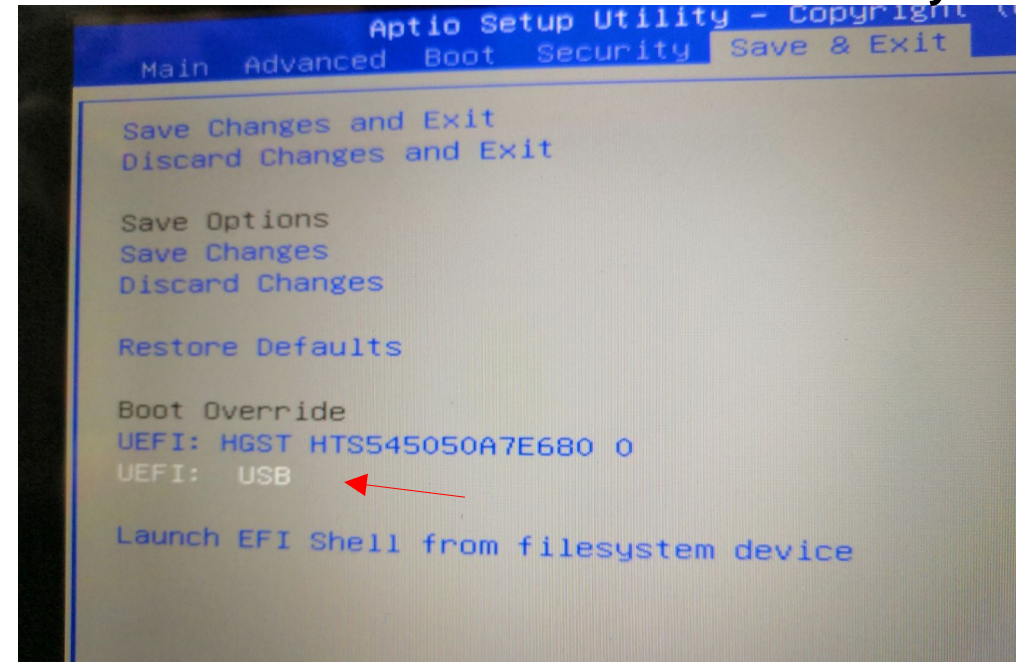 Aptio Setup Utility – Copyright
Main Advanced Boot Security Save & Exit
Save Changes and Exit
Discard Changes and Exit
Save Options
Save Changes
Discard Changes
Restore Defaults
Boot Override
UEFI: HGST HTS545050A7E680 0
UEFI: USB
Launch EFI Shell from filesystem device